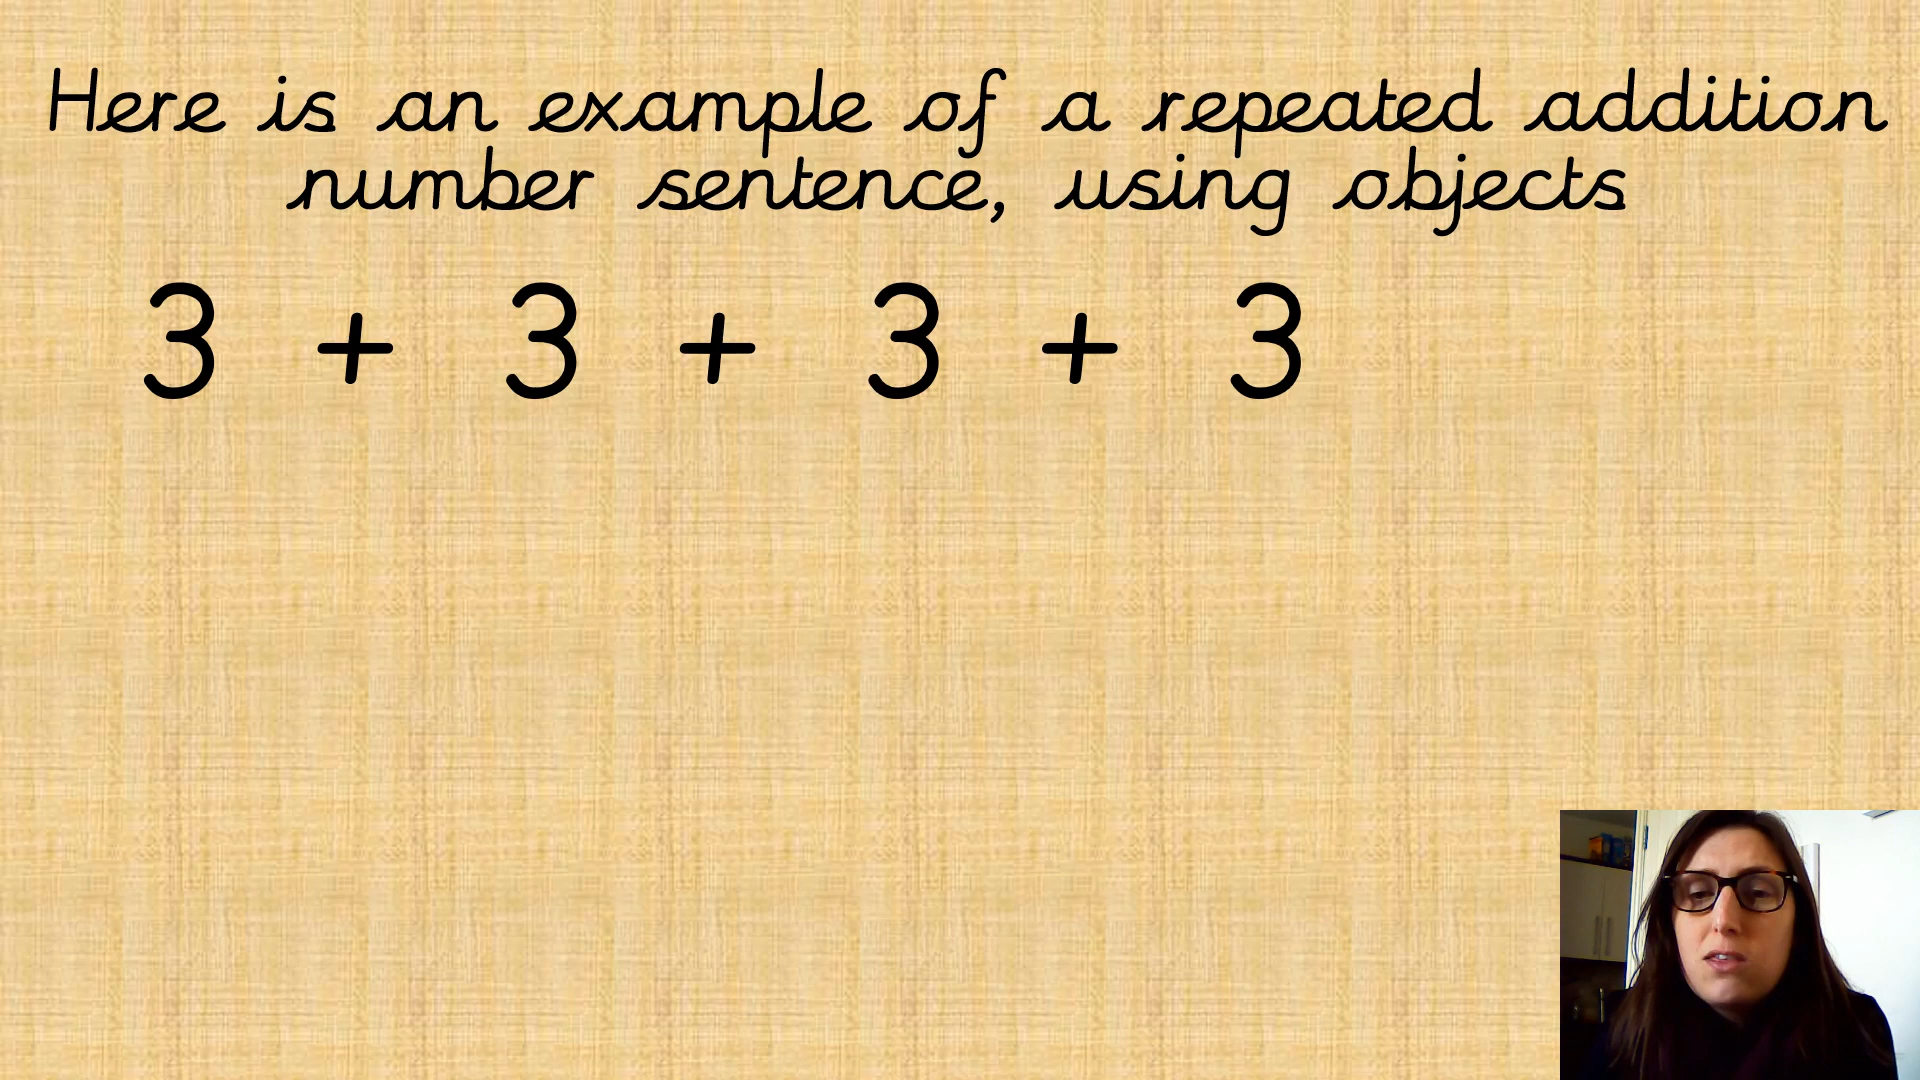 Here is an example of a repeated addition
number sentence, using objects
3 + 3 + 3 + 3